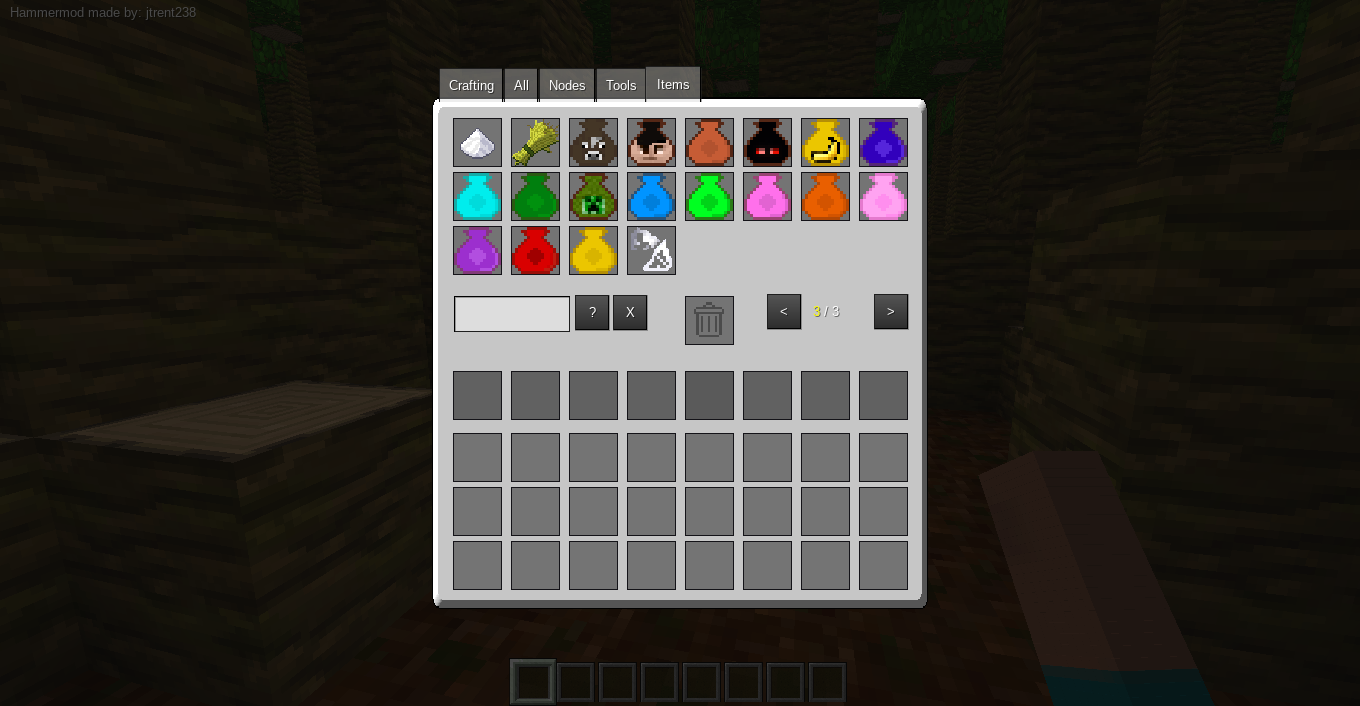 Hammermod made by: jtrent238
Crafting All Nodes Tools Items
? X < 3 / 3 >